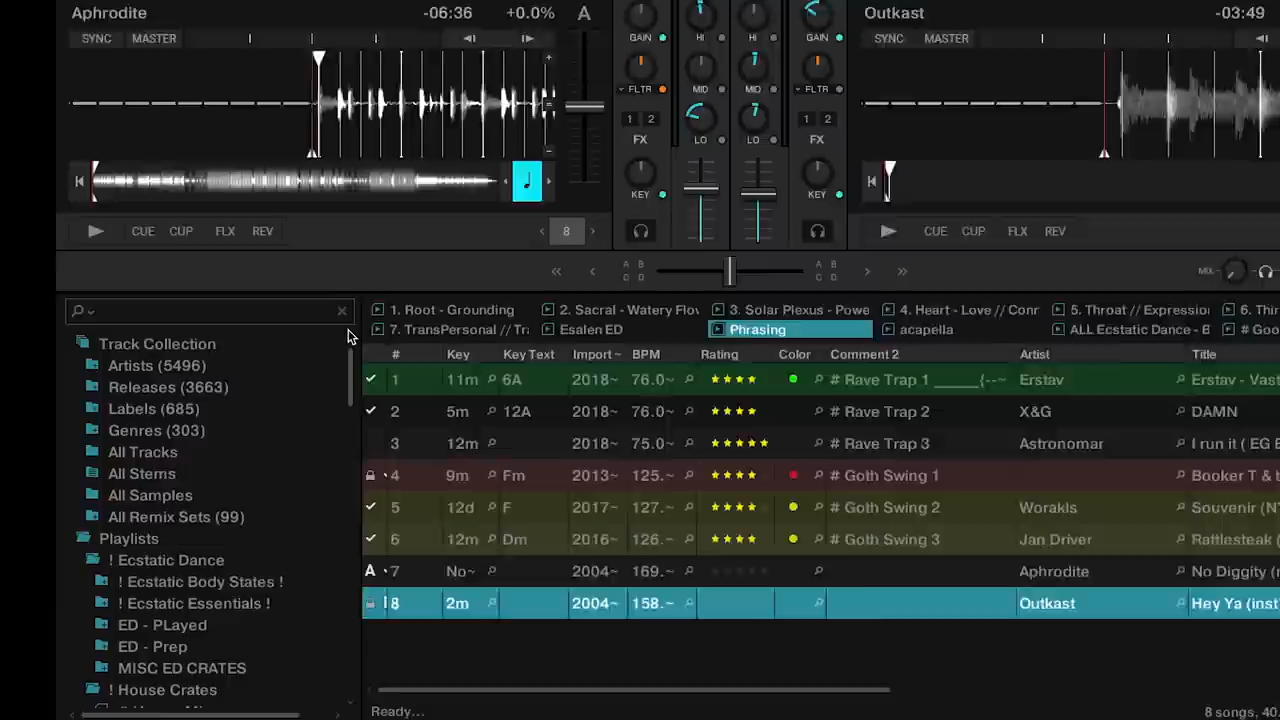 Aphrodite -06:36 +0.0% A
SYNC MASTER
CUE CUP FLX REV 8
GAIN HI HI GAIN
FLTR MID MID FLTR
1 2 1 2
FX LO LO FX
KEY KEY
Outkast -03:49
SYNC MASTER
CUE CUP FLX REV
A B A B
C D C D
MIX
1. Root - Grounding 2. Sacral - Watery Flov 3. Solar Plexus - Powe 4. Heart - Love // Conr 5. Throat // Expressio 6. Thir
7. TransPersonal // Tra Esalen ED Phrasing acapella ALL Ecstatic Dance - B # Goo
Track Collection
Artists (5496)
Releases (3663)
Labels (685)
Genres (303)
All Tracks
All Stems
All Samples
All Remix Sets (99)
Playlists
! Ecstatic Dance
! Ecstatic Body States !
! Ecstatic Essentials !
ED - PLayed
ED - Prep
MISC ED CRATES
! House Crates
# Key Key Text Import~ BPM Rating Color Comment 2 Artist Title
1 11m 6A 2018~ 76.0~ ★★★★ # Rave Trap 1 _____{--~ Erstav Erstav - Vast
2 5m 12A 2018~ 76.0~ ★★★★ # Rave Trap 2 X&G DAMN
3 12m 2018~ 75.0~ ★★★★★ # Rave Trap 3 Astronomar I run it ( EG E
4 9m Fm 2013~ 125.~ ★★★★ # Goth Swing 1 Booker T & t
5 12d F 2017~ 127.~ ★★★★ # Goth Swing 2 Worakls Souvenir (N
6 12m Dm 2016~ 126.~ ★★★★ # Goth Swing 3 Jan Driver Rattlesteak (
A 7 No~ 2004~ 169.~ Aphrodite No Diggity (r
8 2m 2004~ 158.~ Outkast Hey Ya (inst
Ready... 8 songs, 40.